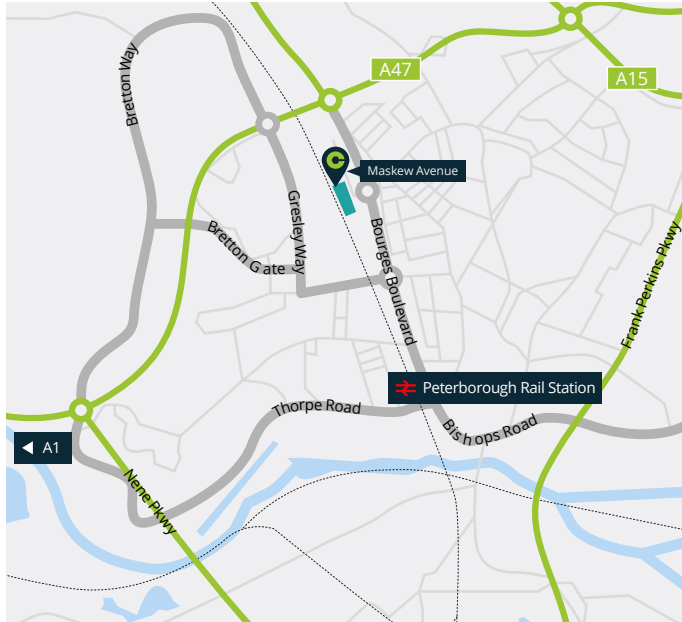 A47
A15
Bretton Way
Maskew Avenue
Gresley Way
Bretton Gate
Bourges Boulevard
Frank Perkins Pkwy
Peterborough Rail Station
Thorpe Road
Bishops Road
A1
Nene Pkwy